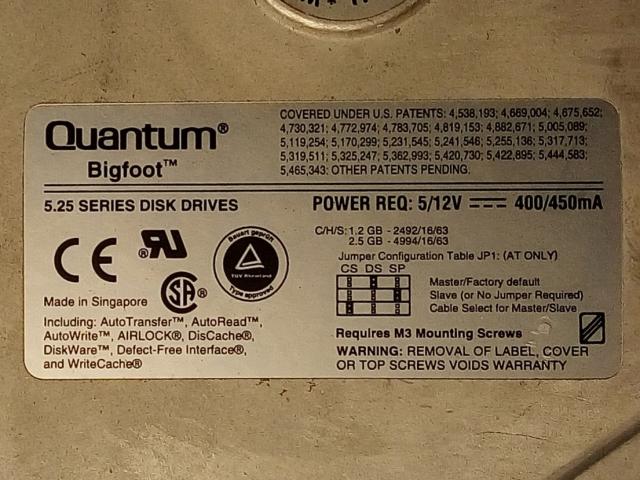 Quantum®
Bigfoot™
COVERED UNDER U.S. PATENTS: 4,538,193; 4,669,004; 4,675,652;
4,730,321; 4,772,974; 4,783,705; 4,819,153; 4,882,671; 5,005,089;
5,119,254; 5,170,299; 5,231,545; 5,241,546; 5,255,136; 5,317,713;
5,319,511; 5,325,247; 5,362,993; 5,420,730; 5,422,895; 5,444,583;
5,465,343; OTHER PATENTS PENDING.
5.25 SERIES DISK DRIVES
POWER REQ: 5/12V ⎓ 400/450mA
C/H/S: 1.2 GB - 2492/16/63
2.5 GB - 4994/16/63
Jumper Configuration Table JP1: (AT ONLY)
CS DS SP
Master/Factory default
Slave (or No Jumper Required)
Cable Select for Master/Slave
CE
UR®
SA®
Bauart geprüft
TÜV Rheinland
Type approved
Made in Singapore
Including: AutoTransfer™, AutoRead™,
AutoWrite™, AIRLOCK®, DisCache®,
DiskWare™, Defect-Free Interface®,
and WriteCache®
Requires M3 Mounting Screws
WARNING: REMOVAL OF LABEL, COVER
OR TOP SCREWS VOIDS WARRANTY